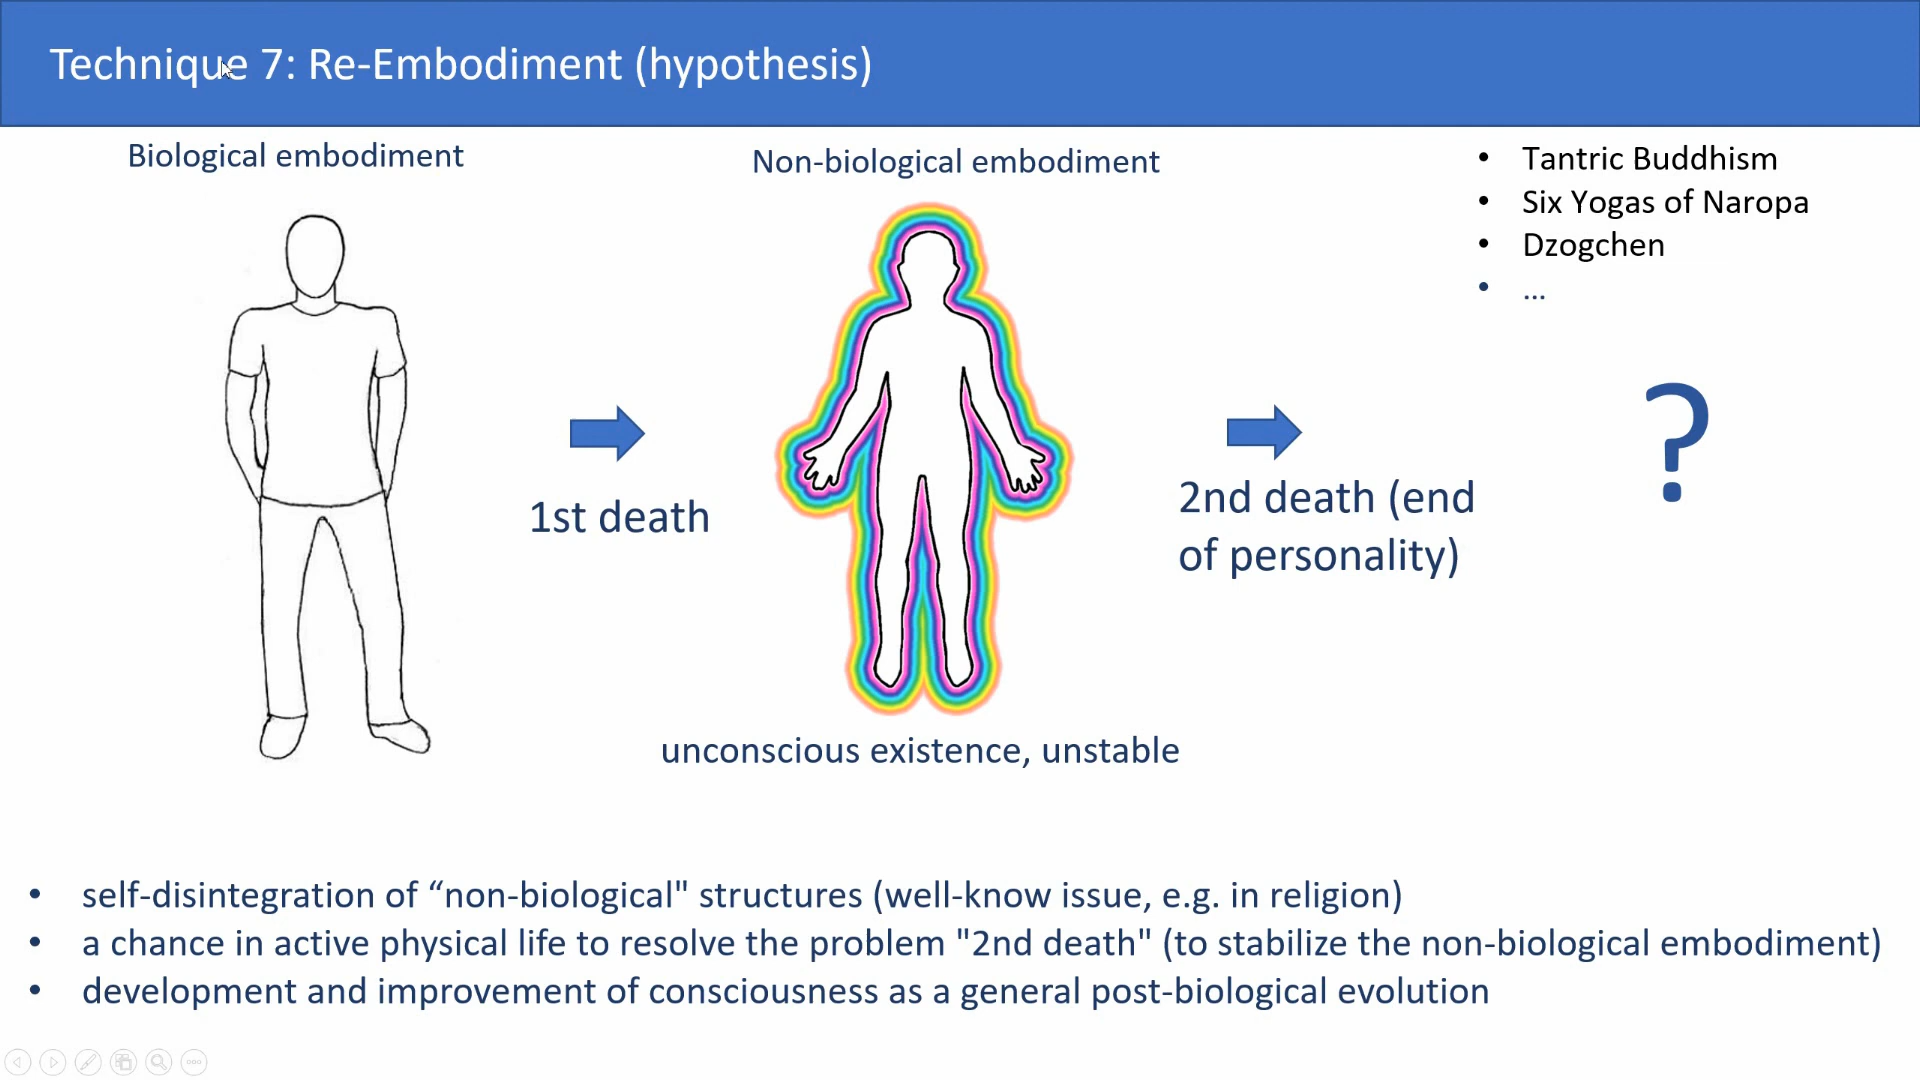 Technique 7: Re-Embodiment (hypothesis)
Biological embodiment
Non-biological embodiment
• Tantric Buddhism
• Six Yogas of Naropa
• Dzogchen
• ...
1st death
2nd death (end
of personality)
?
unconscious existence, unstable
• self-disintegration of “non-biological" structures (well-know issue, e.g. in religion)
• a chance in active physical life to resolve the problem "2nd death" (to stabilize the non-biological embodiment)
• development and improvement of consciousness as a general post-biological evolution